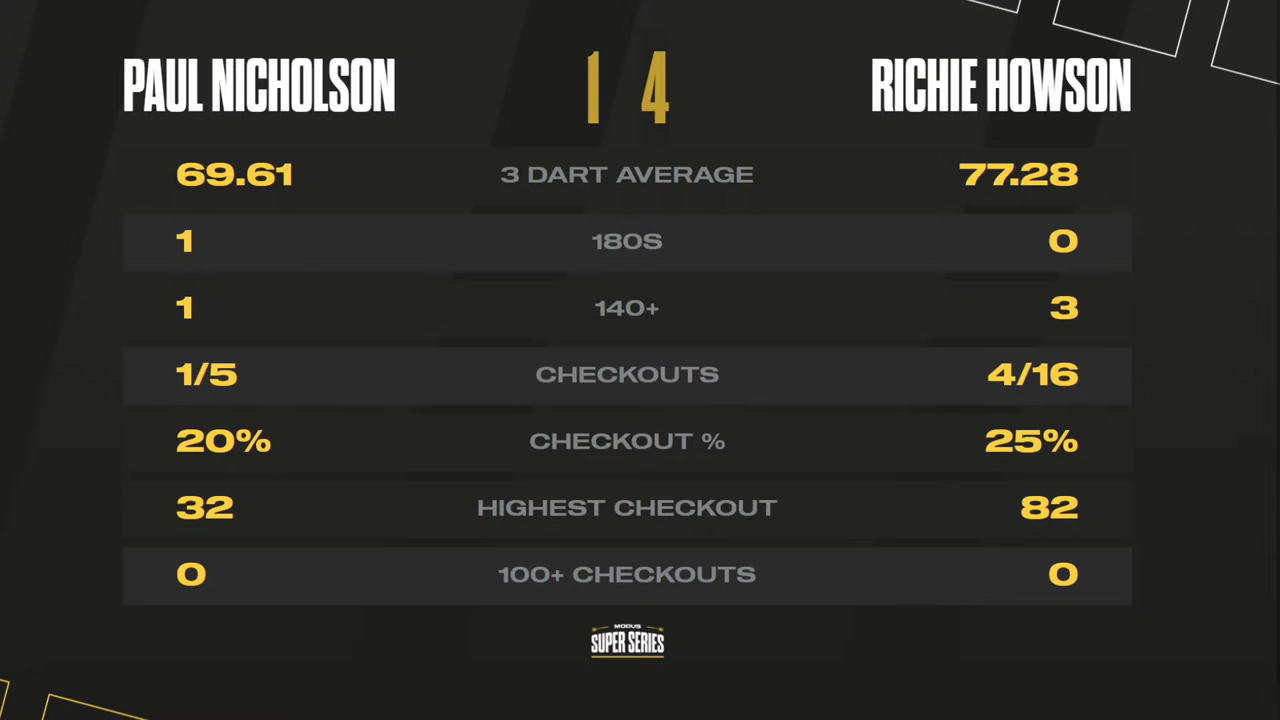 PAUL NICHOLSON 1 4 RICHIE HOWSON
69.61 3 DART AVERAGE 77.28
1 180S 0
1 140+ 3
1/5 CHECKOUTS 4/16
20% CHECKOUT % 25%
32 HIGHEST CHECKOUT 82
0 100+ CHECKOUTS 0
MODUS
SUPER SERIES